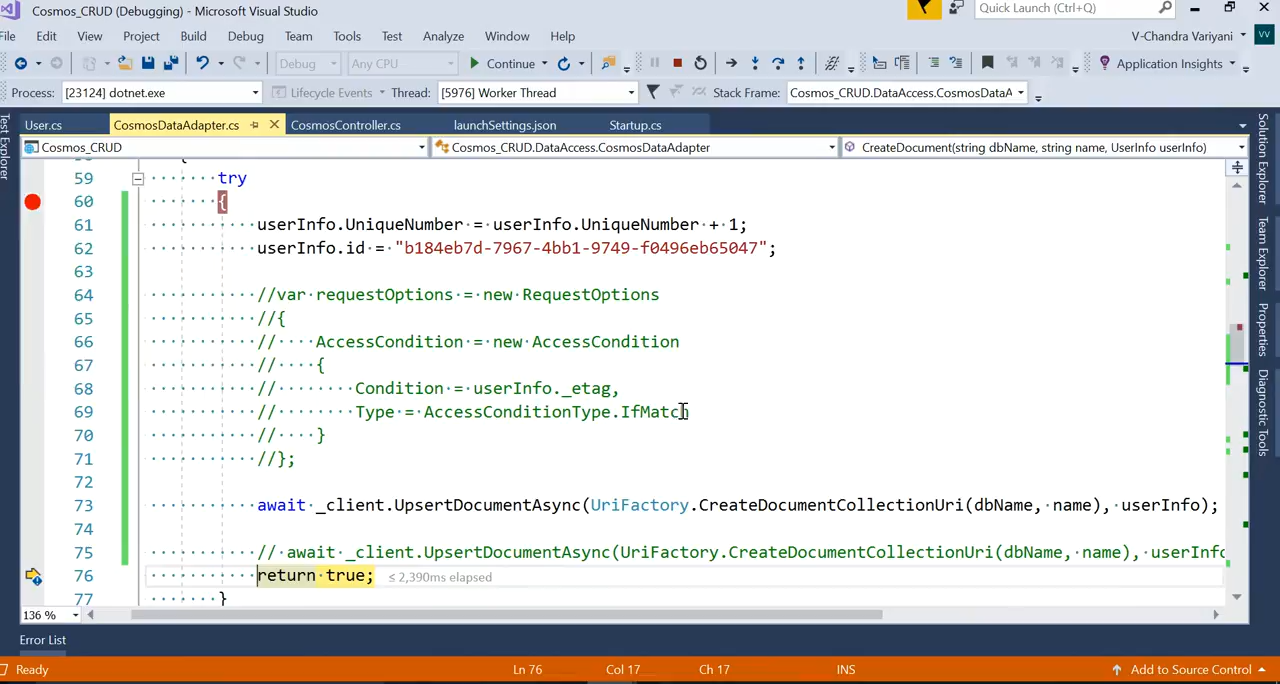 Cosmos_CRUD (Debugging) - Microsoft Visual Studio
Quick Launch (Ctrl+Q)
File Edit View Project Build Debug Team Tools Test Analyze Window Help
V-Chandra Variyani
VV
Debug Any CPU Continue Application Insights
Process: [23124] dotnet.exe Lifecycle Events Thread: [5976] Worker Thread Stack Frame: Cosmos_CRUD.DataAccess.CosmosDataA
User.cs CosmosDataAdapter.cs CosmosController.cs launchSettings.json Startup.cs
Cosmos_CRUD Cosmos_CRUD.DataAccess.CosmosDataAdapter CreateDocument(string dbName, string name, UserInfo userInfo)
Test Explorer
Solution Explorer
Team Explorer
Properties
Diagnostic Tools
59 try
60 {
61 userInfo.UniqueNumber = userInfo.UniqueNumber + 1;
62 userInfo.id = "b184eb7d-7967-4bb1-9749-f0496eb65047";
63
64 //var requestOptions = new RequestOptions
65 //{
66 // AccessCondition = new AccessCondition
67 // {
68 // Condition = userInfo._etag,
69 // Type = AccessConditionType.IfMatch
70 // }
71 //};
72
73 await _client.UpsertDocumentAsync(UriFactory.CreateDocumentCollectionUri(dbName, name), userInfo);
74
75 // await _client.UpsertDocumentAsync(UriFactory.CreateDocumentCollectionUri(dbName, name), userInfo
76 return true; ≤ 2,390ms elapsed
77 }
136 %
Error List
Ready Ln 76 Col 17 Ch 17 INS Add to Source Control